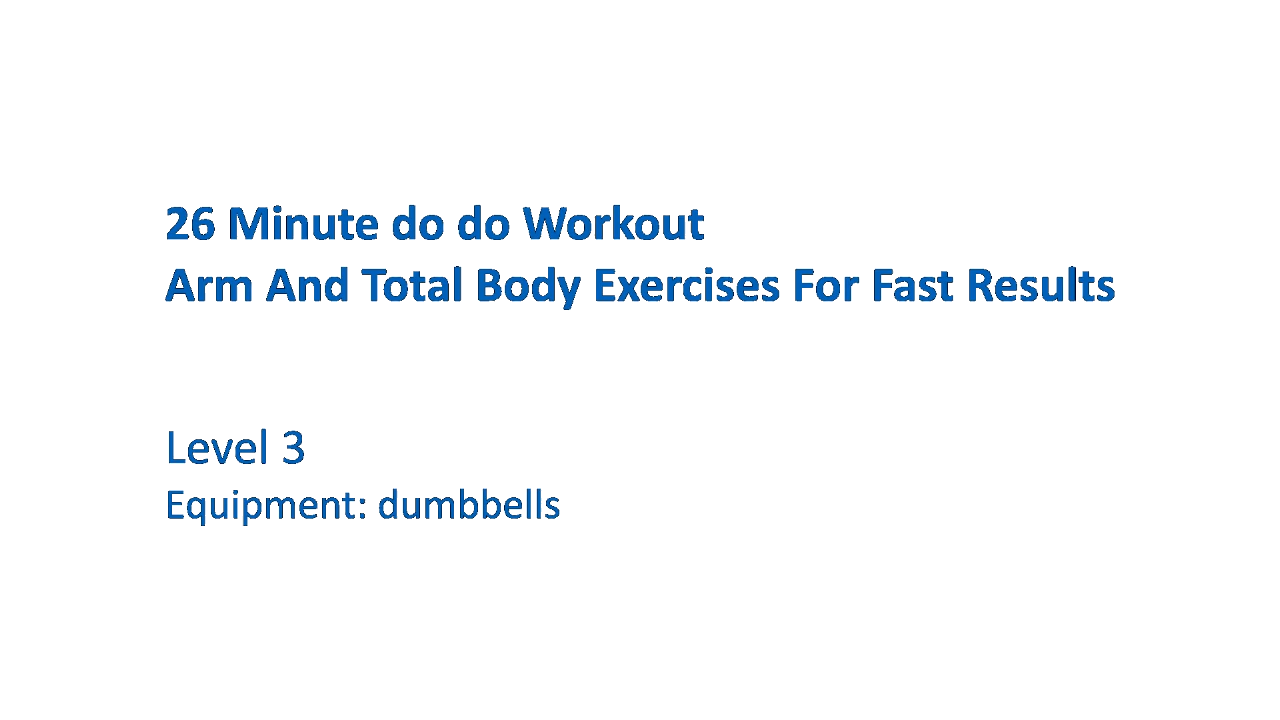 26 Minute do do Workout
Arm And Total Body Exercises For Fast Results
Level 3
Equipment: dumbbells